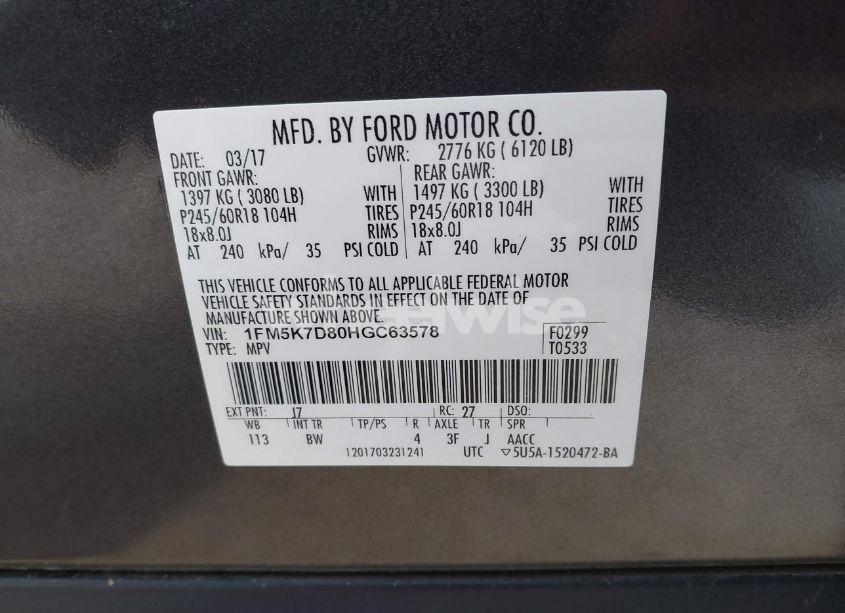 MFD. BY FORD MOTOR CO.
DATE: 03/17 GVWR: 2776 KG ( 6120 LB)
FRONT GAWR: REAR GAWR:
1397 KG ( 3080 LB) WITH 1497 KG ( 3300 LB) WITH
P245/60R18 104H TIRES P245/60R18 104H TIRES
18x8.0J RIMS 18x8.0J RIMS
AT 240 kPa/ 35 PSI COLD AT 240 kPa/ 35 PSI COLD
THIS VEHICLE CONFORMS TO ALL APPLICABLE FEDERAL MOTOR
VEHICLE SAFETY STANDARDS IN EFFECT ON THE DATE OF
MANUFACTURE SHOWN ABOVE.
VIN: 1FM5K7D80HGC63578 F0299
TYPE: MPV T0533
EXT PNT: J7 RC: 27 DSO:
WB INT TR TP/PS R AXLE TR SPR
113 BW 4 3F J AACC
1201703231241 UTC ▽5U5A-1520472-BA